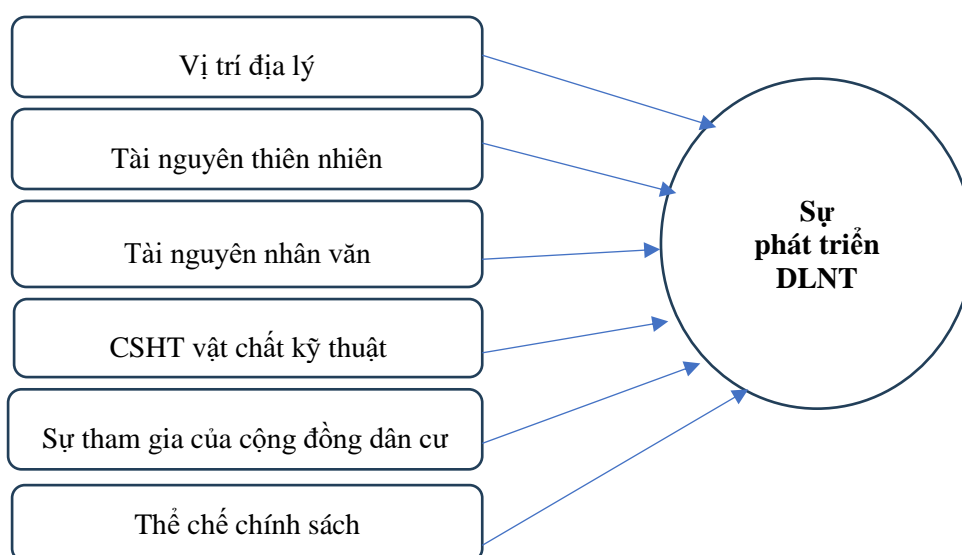 Vị trí địa lý
Tài nguyên thiên nhiên
Tài nguyên nhân văn
CSHT vật chất kỹ thuật
Sự tham gia của cộng đồng dân cư
Thể chế chính sách
Sự
phát triển
DLNT